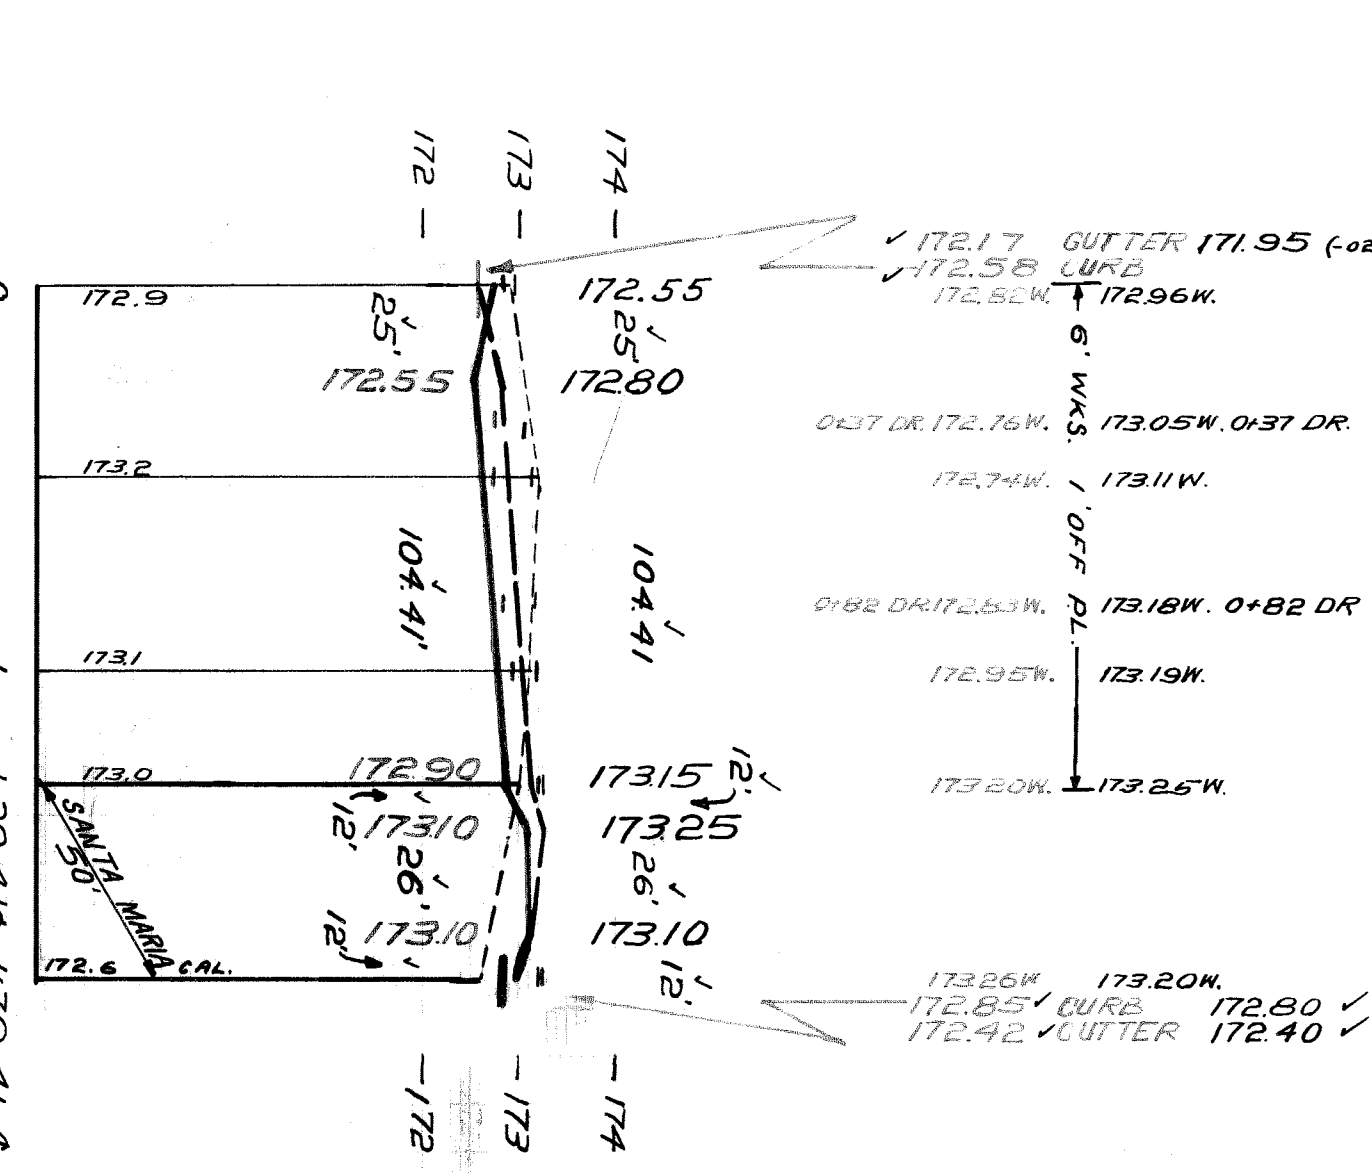 172 — 173 — 174 —
✓ 172.17 GUTTER 171.95 (-02
✓ 172.58 CURB
172.82W. 172.96W.
172.9 25' ✓ 172.55
25' ✓
172.55 172.80
6' WKS. 1' OFF PL.
0+37 DR. 172.76W. 173.05W. 0+37 DR.
173.2 172.74W. 173.11W.
104.41' ✓ 104.41 ✓
0+82 DR. 172.83W. 173.18W. 0+82 DR
173.1 172.95W. 173.19W.
173.0 172.90 173.15 12' ✓
173.20W. 173.26W.
12' ✓ 173.10 173.25
SANTA MARIA
50'
26' ✓ 26' ✓
12' ✓ 173.10 173.10
172.6 CAL. 12' ✓ 173.26W 173.20W.
172.85 ✓ CURB 172.80 ✓
172.42 ✓ GUTTER 172.40 ✓
—172 — 173 — 174